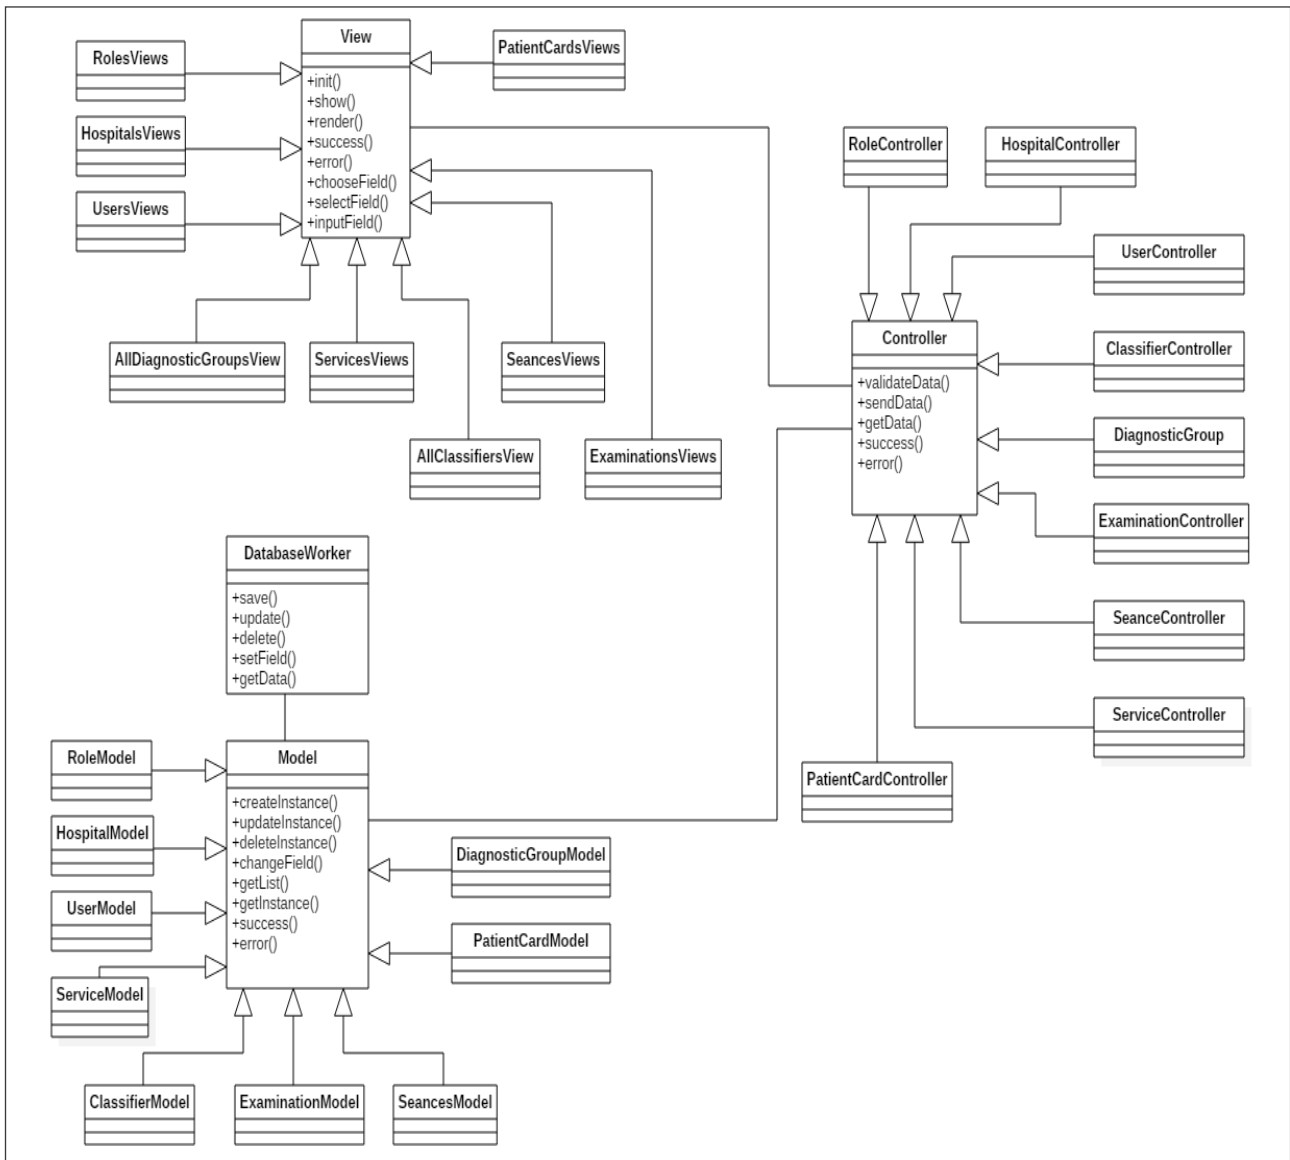 View
+init()
+show()
+render()
+success()
+error()
+chooseField()
+selectField()
+inputField()
RolesViews
HospitalsViews
UsersViews
PatientCardsViews
AllDiagnosticGroupsView
ServicesViews
SeancesViews
AllClassifiersView
ExaminationsViews
RoleController
HospitalController
UserController
Controller
+validateData()
+sendData()
+getData()
+success()
+error()
ClassifierController
DiagnosticGroup
ExaminationController
SeanceController
ServiceController
PatientCardController
DatabaseWorker
+save()
+update()
+delete()
+setField()
+getData()
Model
+createInstance()
+updateInstance()
+deleteInstance()
+changeField()
+getList()
+getInstance()
+success()
+error()
RoleModel
HospitalModel
UserModel
ServiceModel
DiagnosticGroupModel
PatientCardModel
ClassifierModel
ExaminationModel
SeancesModel